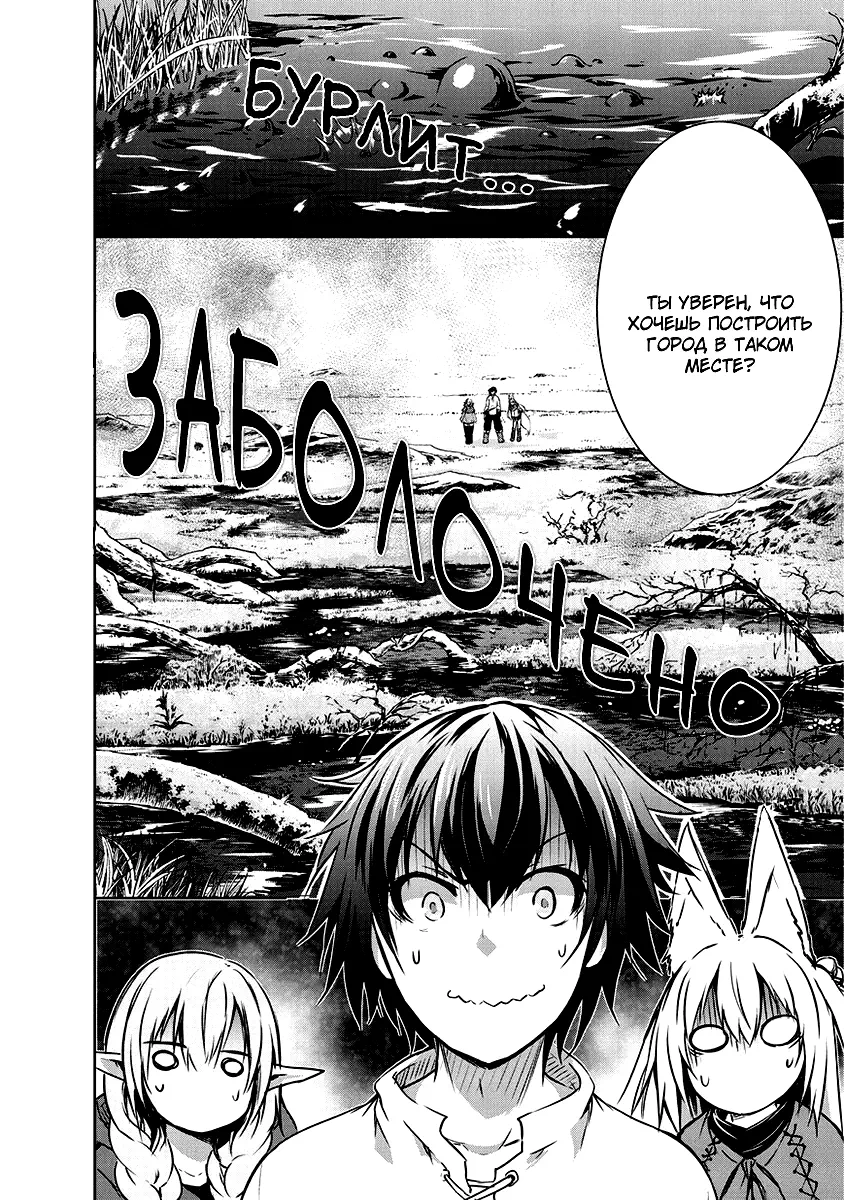 БУРЛИТ...
ТЫ УВЕРЕН, ЧТО
ХОЧЕШЬ ПОСТРОИТЬ
ГОРОД В ТАКОМ
МЕСТЕ?
ЗАБОЛОЧЕНО